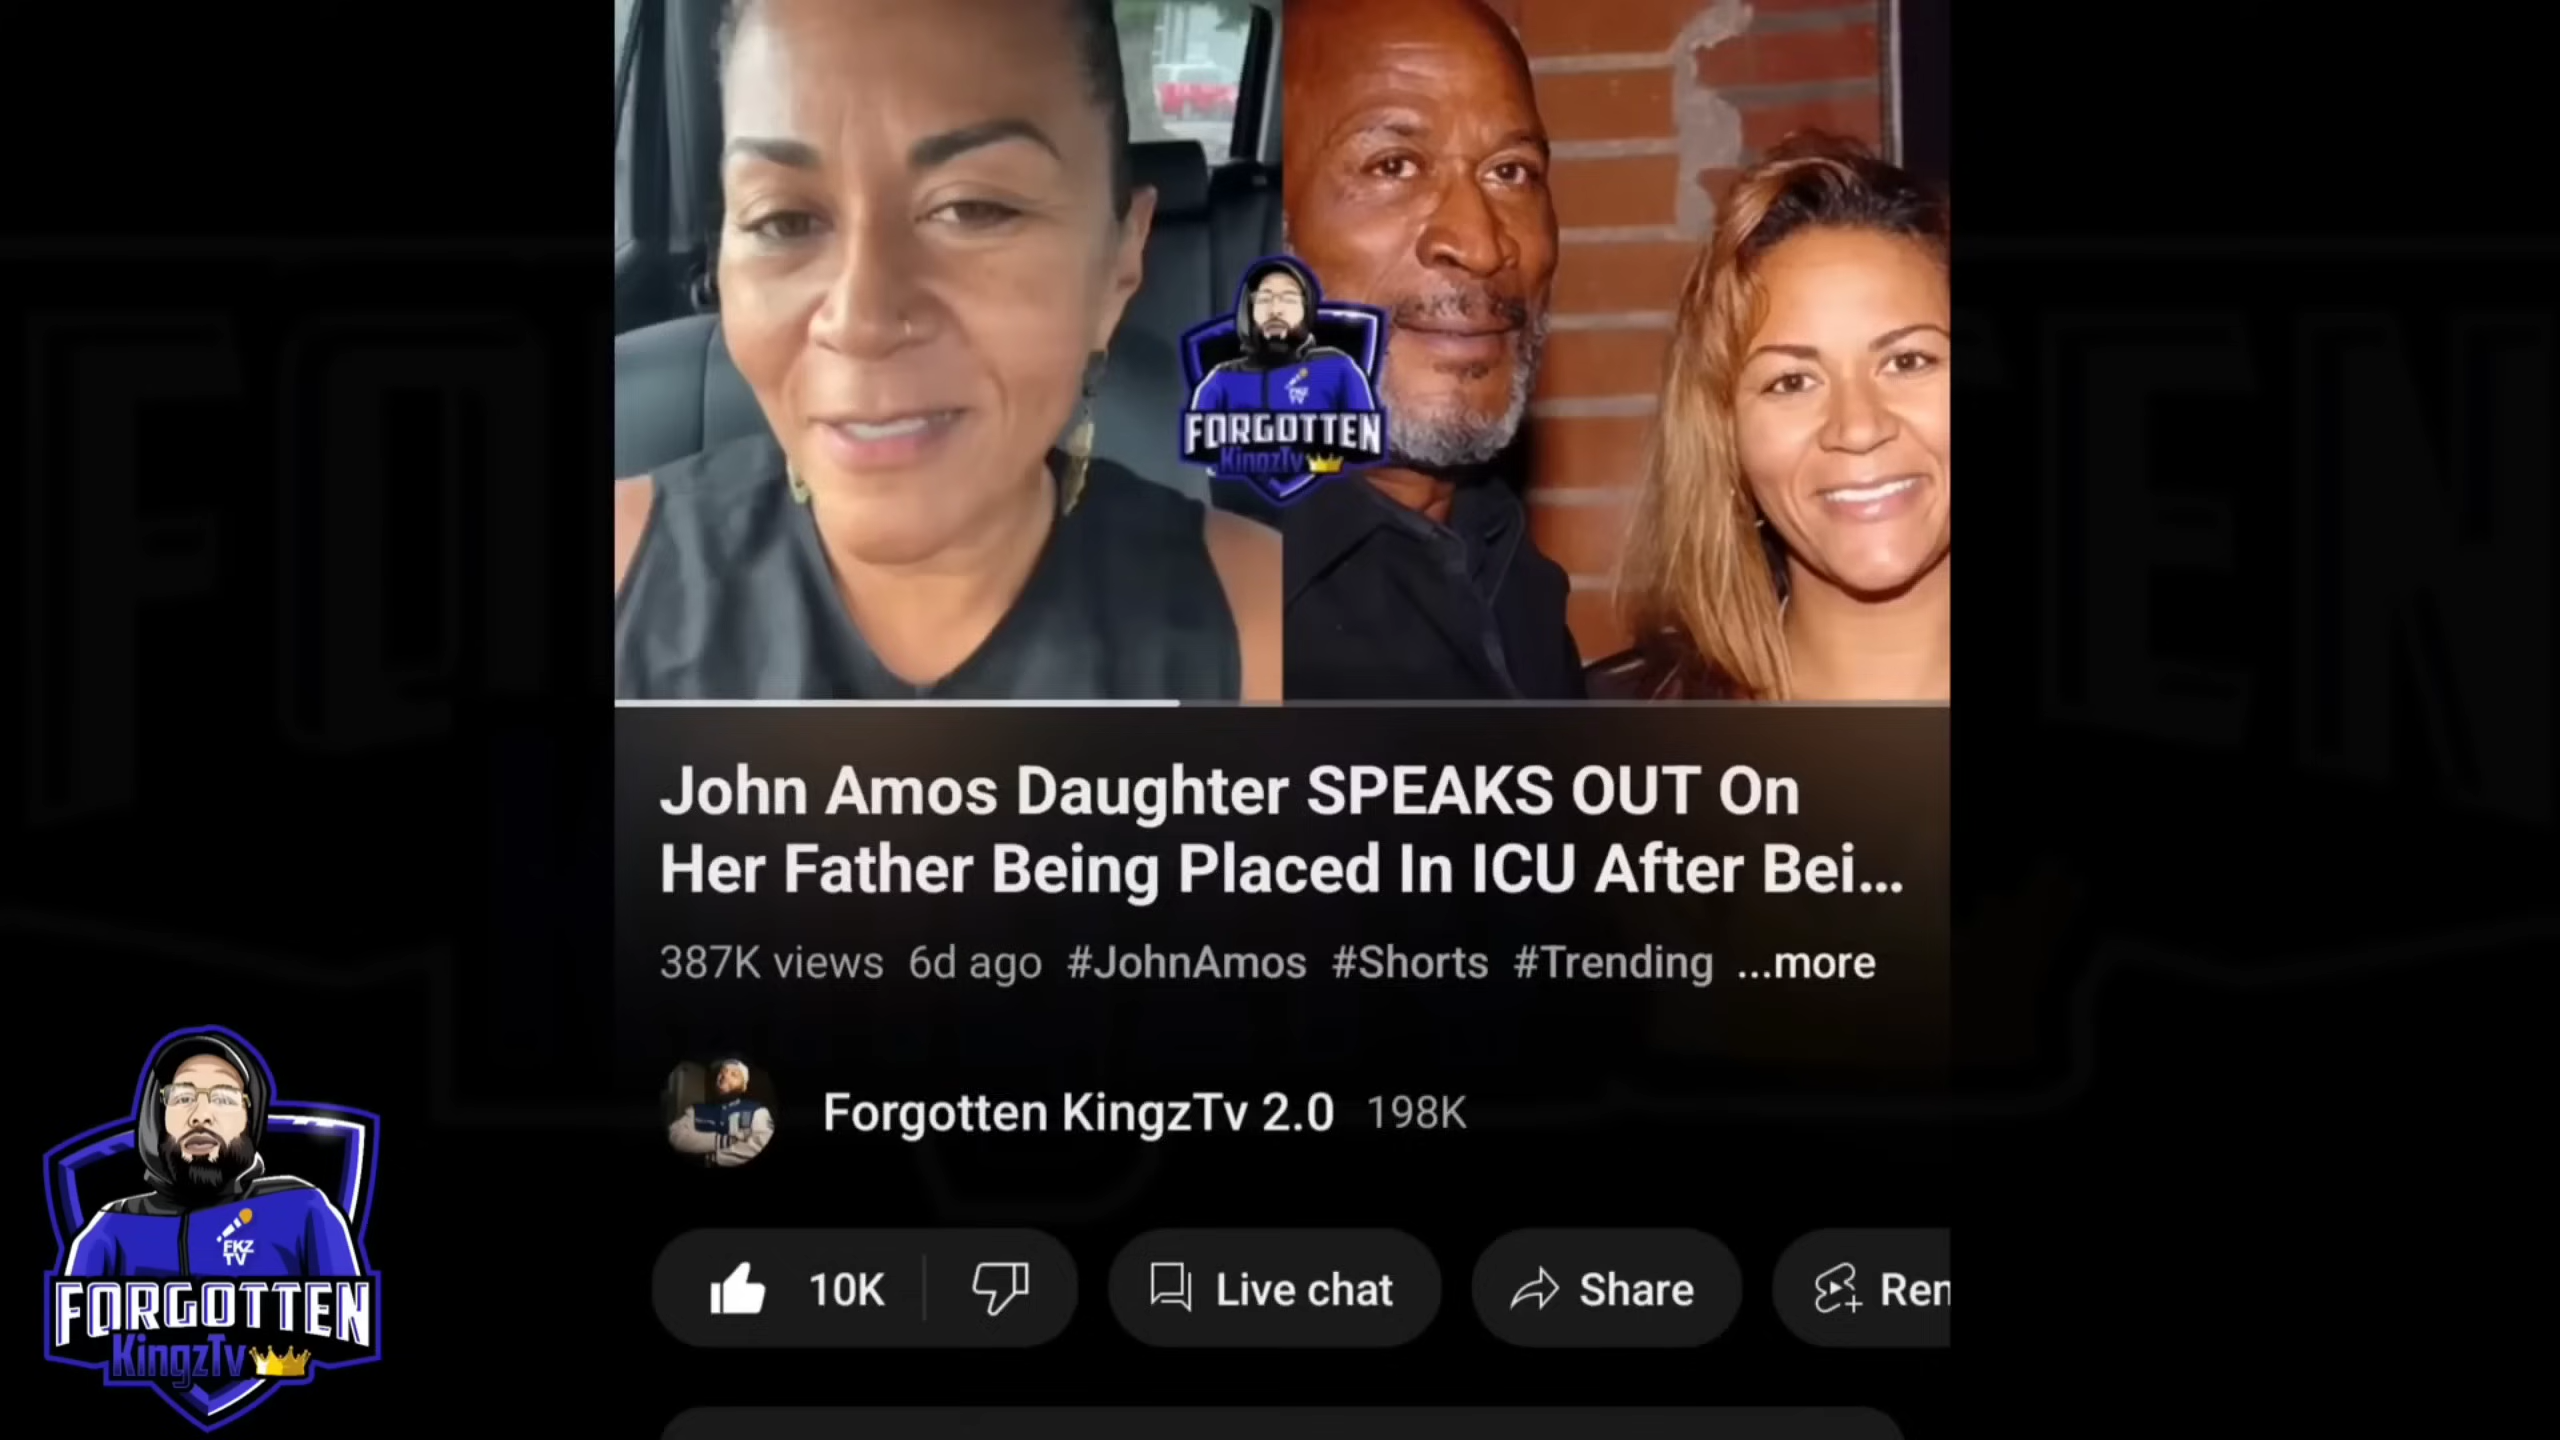 FKZ
TV
FORGOTTEN
KingzTv
John Amos Daughter SPEAKS OUT On
Her Father Being Placed In ICU After Bei...
387K views 6d ago #JohnAmos #Shorts #Trending ...more
Forgotten KingzTv 2.0 198K
10K Live chat Share Ren
FKZ
TV
FORGOTTEN
KingzTv